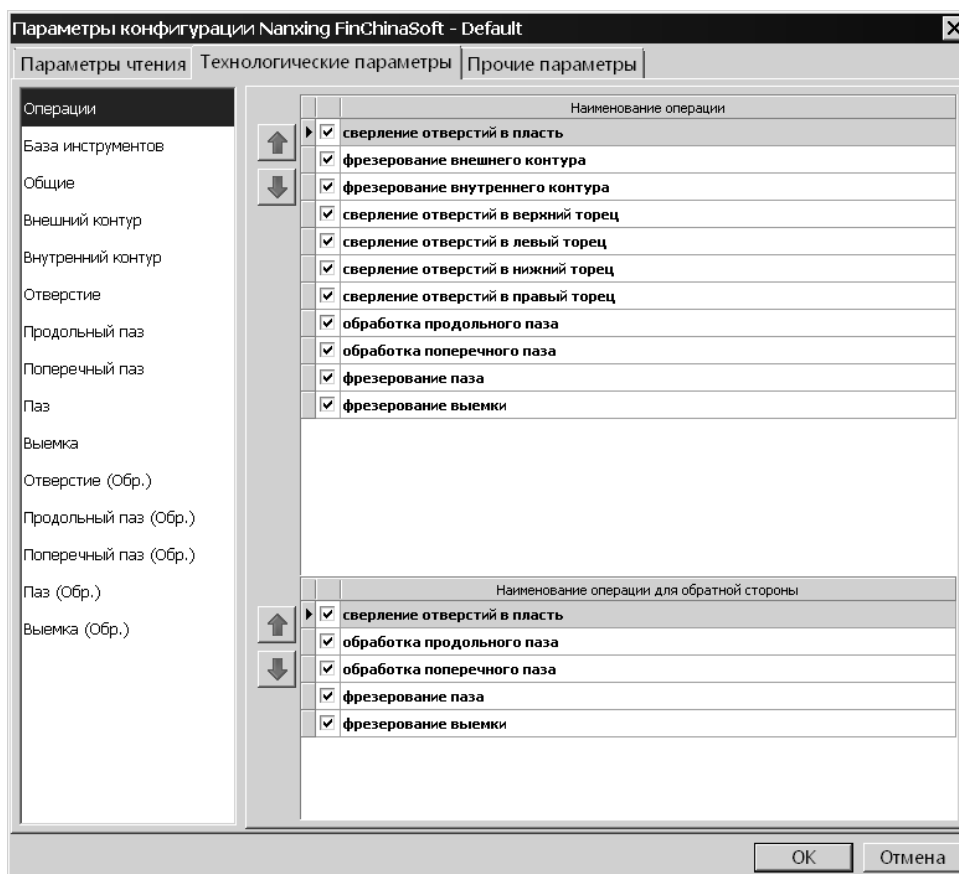 Параметры конфигурации Nanxing FinChinaSoft - Default
Параметры чтения
Технологические параметры
Прочие параметры
Операции
База инструментов
Общие
Внешний контур
Внутренний контур
Отверстие
Продольный паз
Поперечный паз
Паз
Выемка
Отверстие (Обр.)
Продольный паз (Обр.)
Поперечный паз (Обр.)
Паз (Обр.)
Выемка (Обр.)
Наименование операции
сверление отверстий в пласть
фрезерование внешнего контура
фрезерование внутреннего контура
сверление отверстий в верхний торец
сверление отверстий в левый торец
сверление отверстий в нижний торец
сверление отверстий в правый торец
обработка продольного паза
обработка поперечного паза
фрезерование паза
фрезерование выемки
Наименование операции для обратной стороны
сверление отверстий в пласть
обработка продольного паза
обработка поперечного паза
фрезерование паза
фрезерование выемки
OK
Отмена